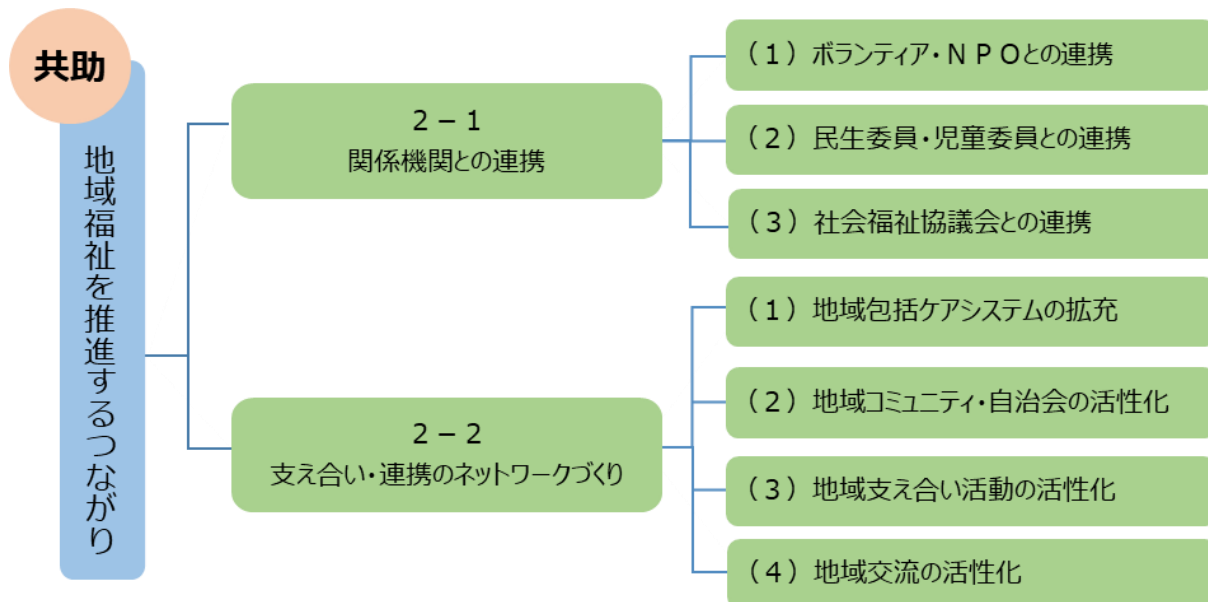 共助
地域福祉を推進するつながり
2－1
関係機関との連携
（1）ボランティア・ＮＰＯとの連携
（2）民生委員・児童委員との連携
（3）社会福祉協議会との連携
2－2
支え合い・連携のネットワークづくり
（1）地域包括ケアシステムの拡充
（2）地域コミュニティ・自治会の活性化
（3）地域支え合い活動の活性化
（4）地域交流の活性化